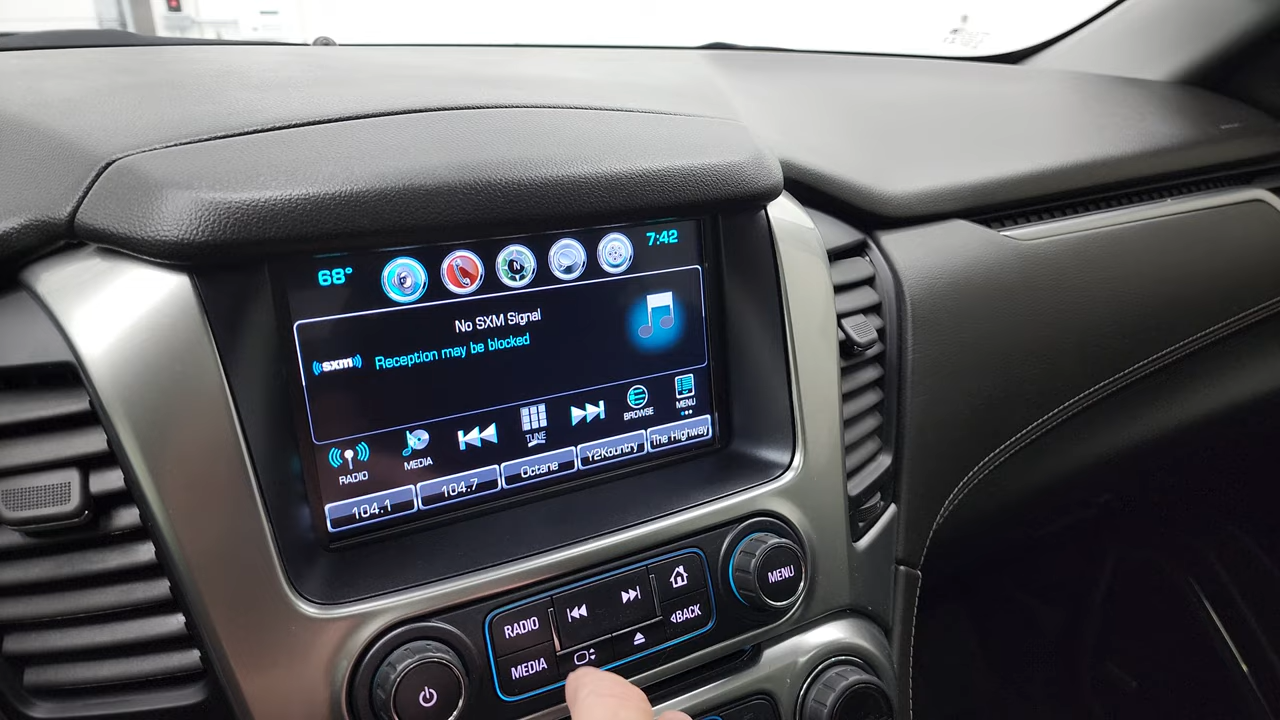 68°
N
7:42
No SXM Signal
((sxm))
Reception may be blocked
RADIO
MEDIA
TUNE
BROWSE
MENU
104.1
104.7
Octane
Y2Kountry
The Highway
RADIO
MEDIA
BACK
MENU